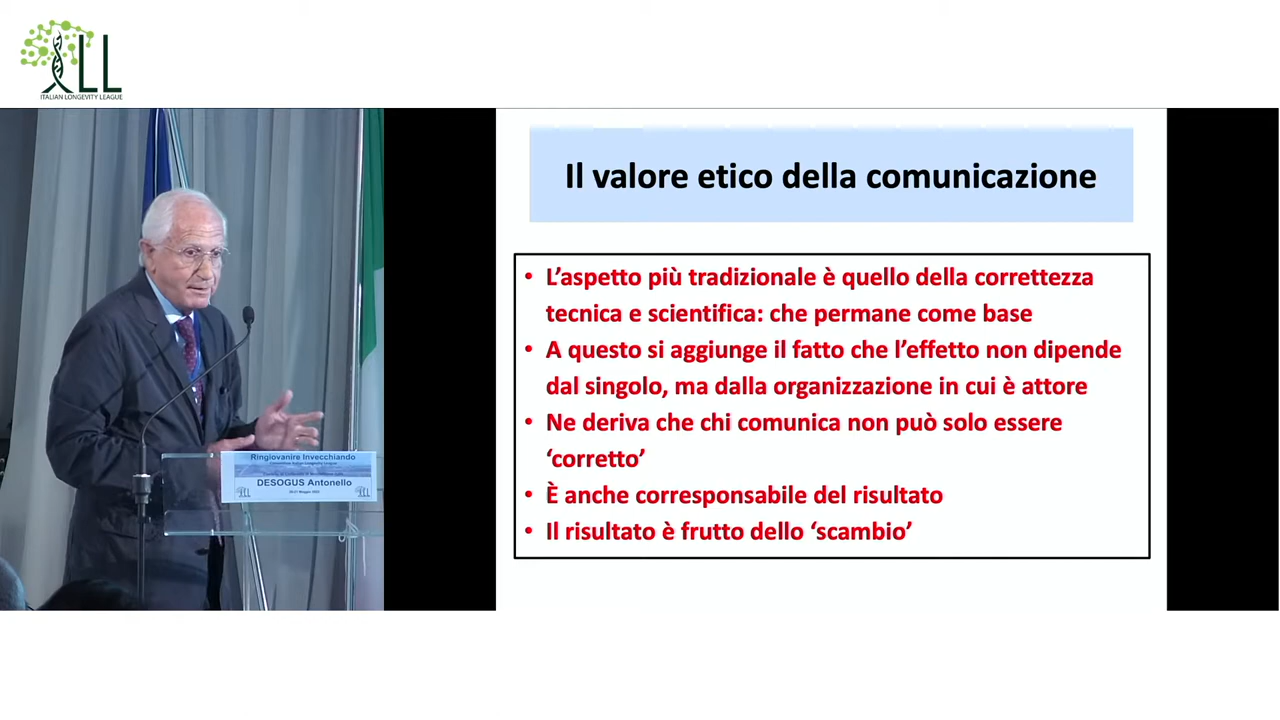 LL
ITALIAN LONGEVITY LEAGUE
Il valore etico della comunicazione
• L’aspetto più tradizionale è quello della correttezza
tecnica e scientifica: che permane come base
• A questo si aggiunge il fatto che l’effetto non dipende
dal singolo, ma dalla organizzazione in cui è attore
• Ne deriva che chi comunica non può solo essere
‘corretto’
• È anche corresponsabile del risultato
• Il risultato è frutto dello ‘scambio’
Ringiovanire Invecchiando
DESOGUS Antonello